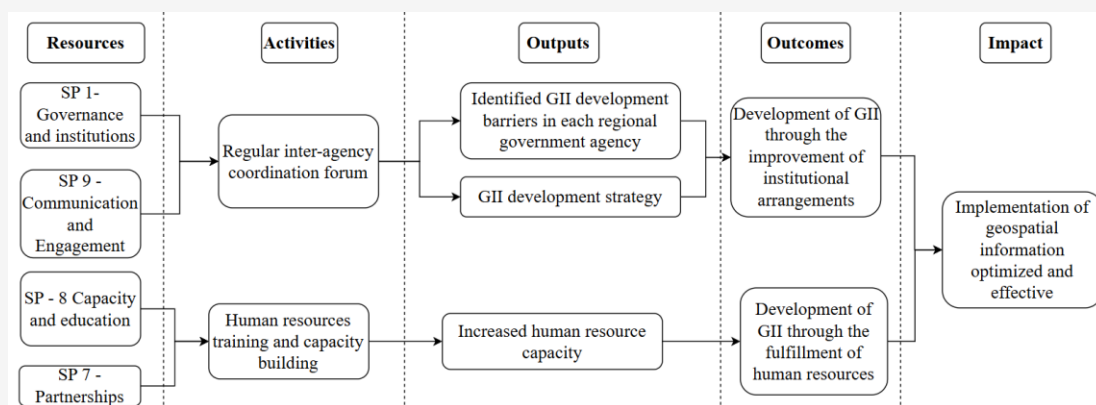 Resources
Activities
Outputs
Outcomes
Impact
SP 1-
Governance
and institutions
SP 9 -
Communication
and
Engagement
SP - 8 Capacity
and education
SP 7 -
Partnerships
Regular inter-agency
coordination forum
Human resources
training and capacity
building
Identified GII development
barriers in each regional
government agency
GII development strategy
Increased human resource
capacity
Development of GII
through the
improvement of
institutional
arrangements
Development of
GII through the
fulfillment of
human resources
Implementation of
geospatial
information
optimized and
effective